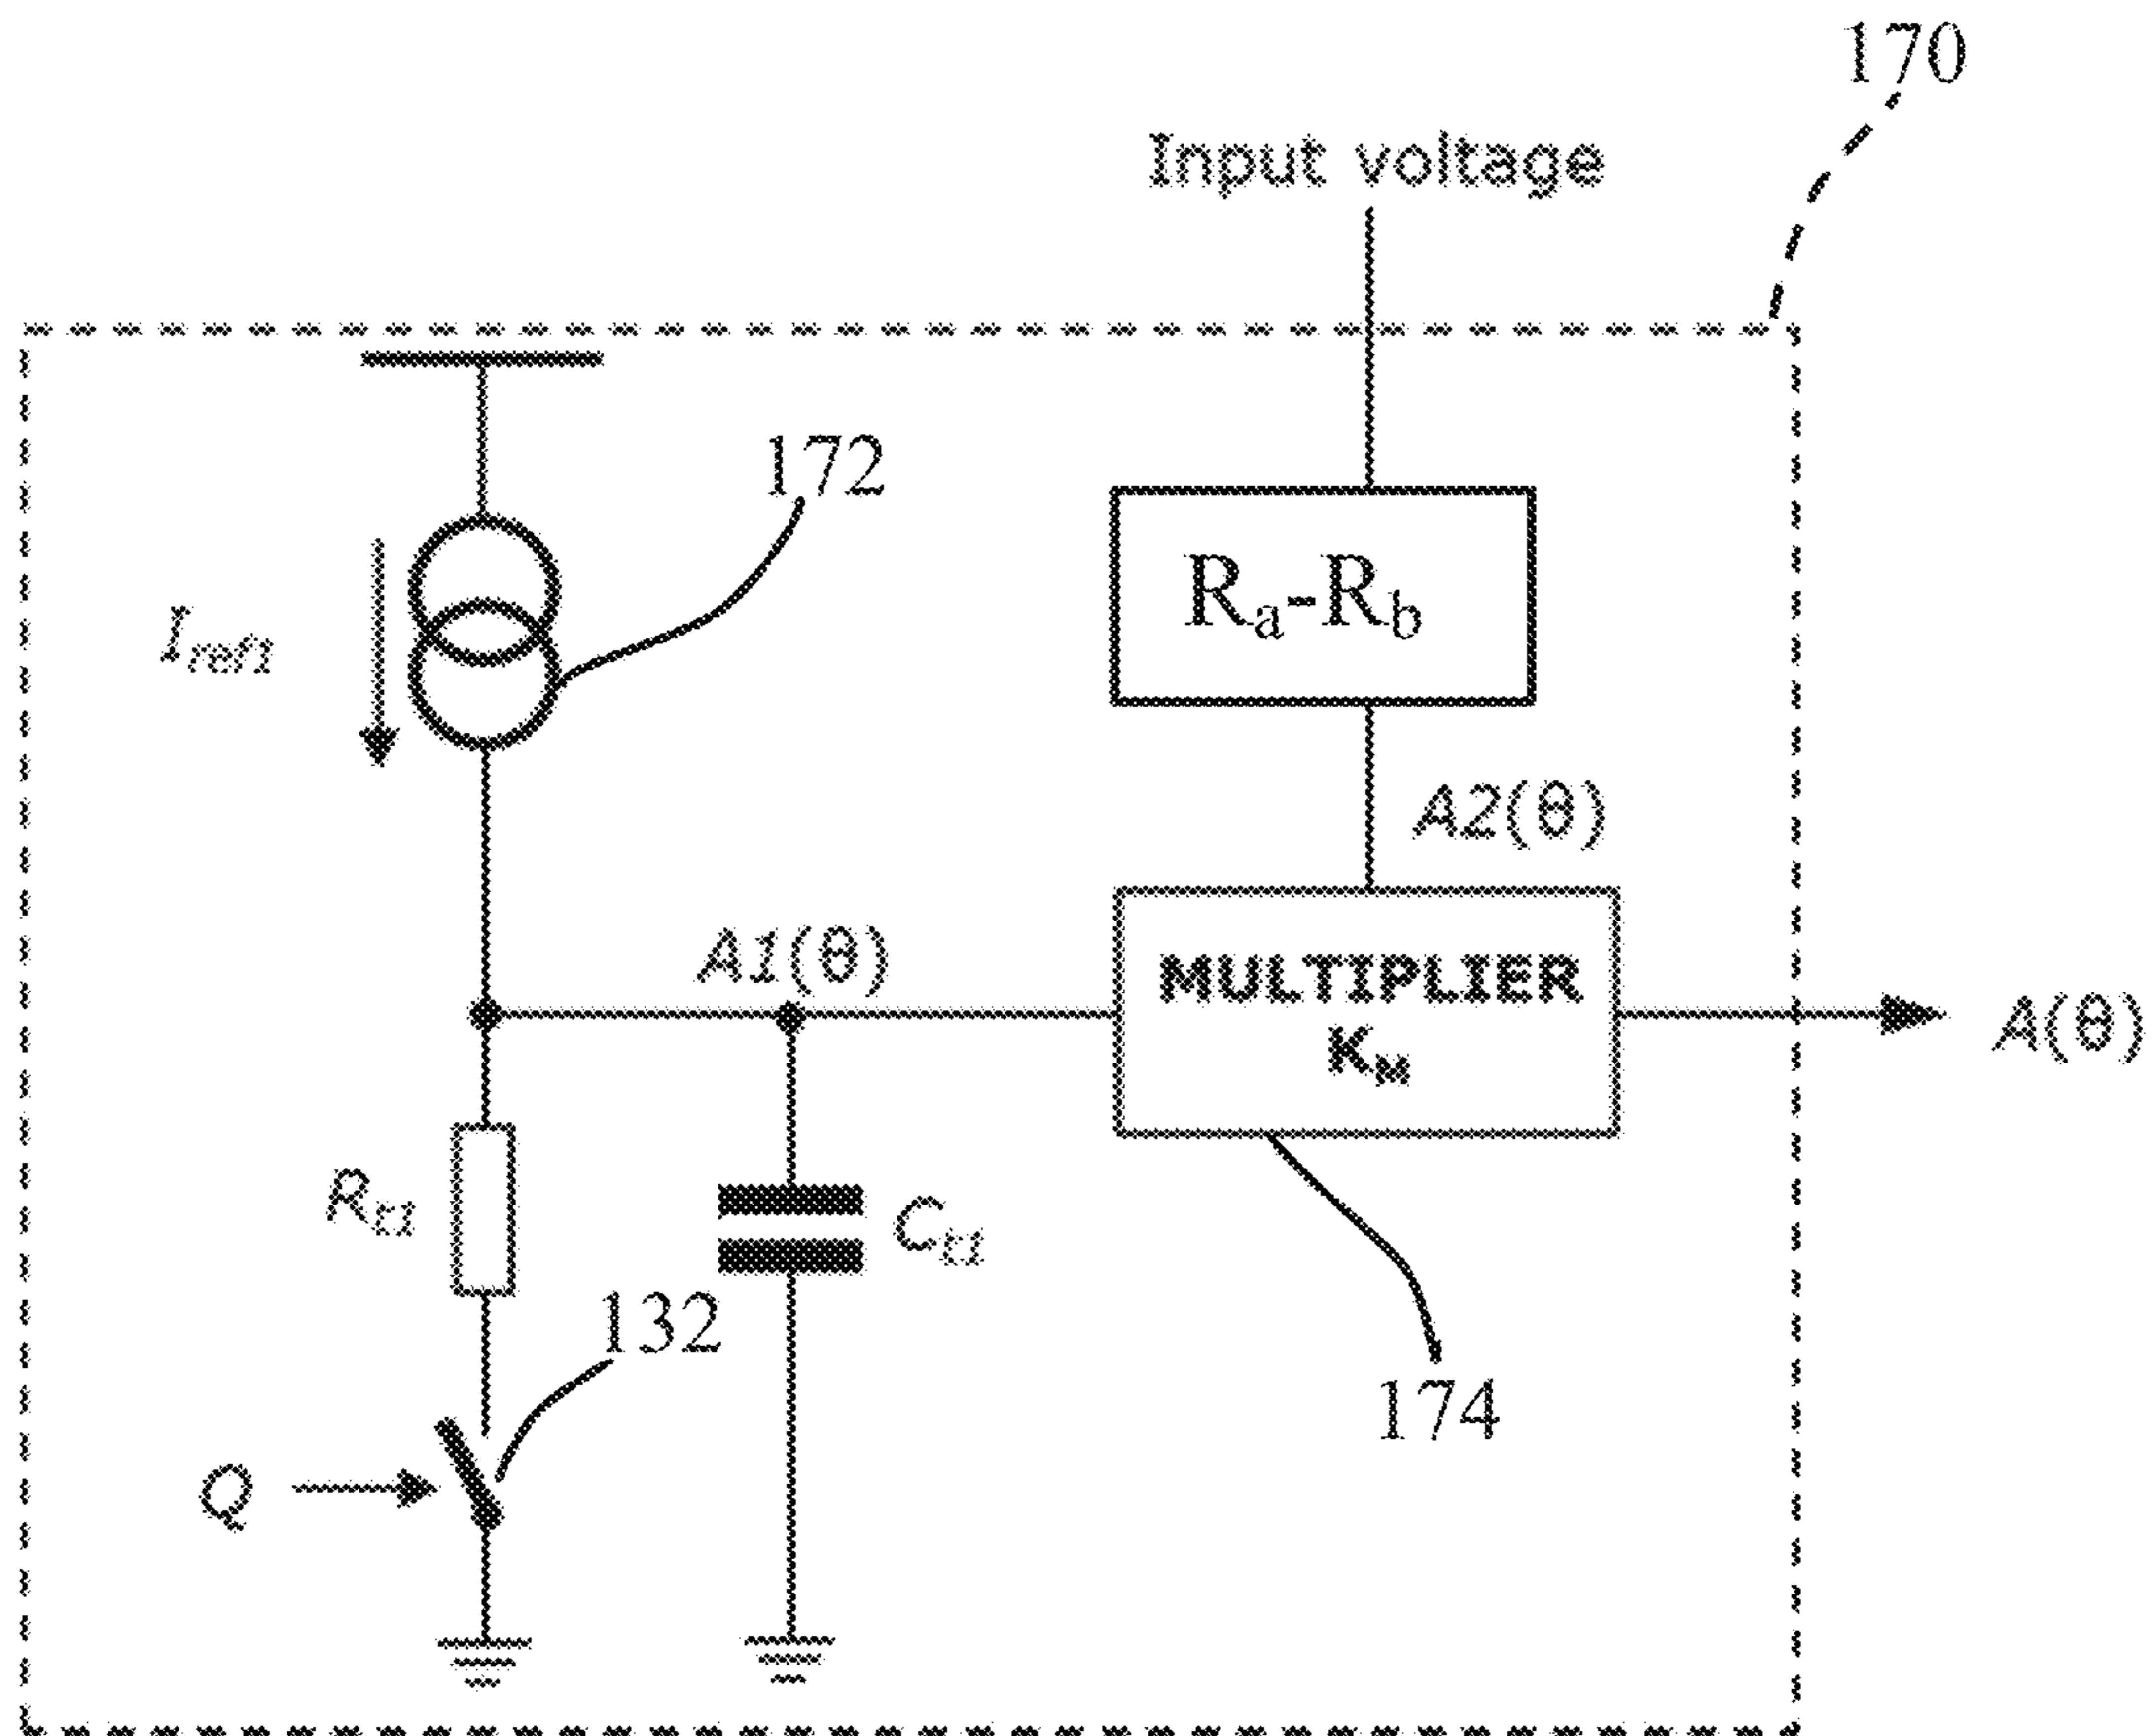 170
Input voltage
172
Iref1
Ra-Rb
A2(θ)
A1(θ)
MULTIPLIER
KM
A(θ)
Rt1
Ct1
132
174
Q